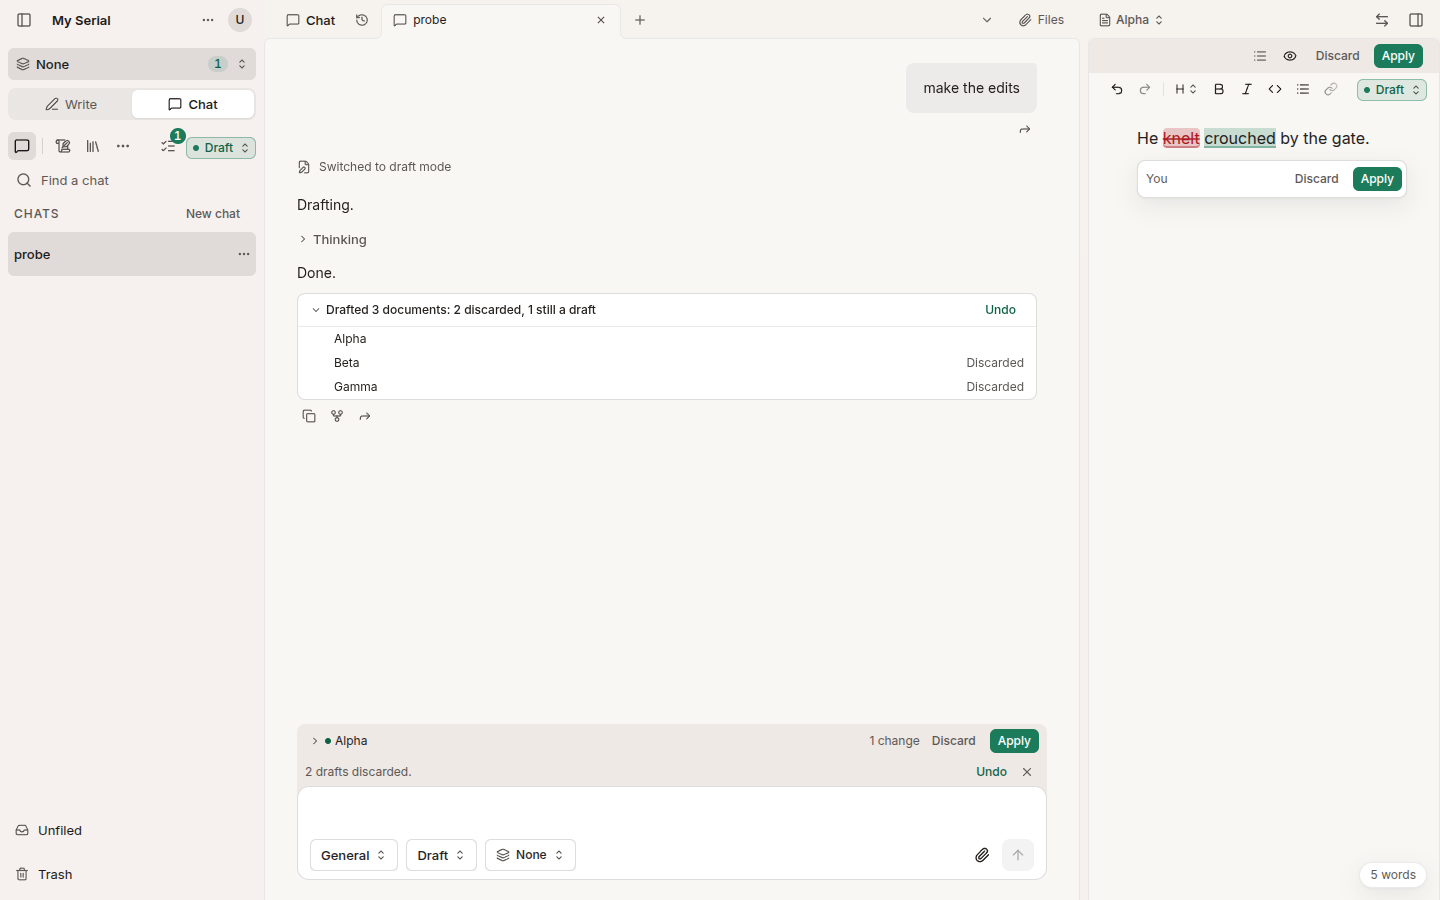 My Serial
U
Chat
probe
Files
Alpha
None
1
Write
Chat
1
Draft
Find a chat
CHATS
New chat
probe
Unfiled
Trash
make the edits
Switched to draft mode
Drafting.
Thinking
Done.
Drafted 3 documents: 2 discarded, 1 still a draft
Undo
Alpha
Beta
Discarded
Gamma
Discarded
Alpha
1 change
Discard
Apply
2 drafts discarded.
Undo
General
Draft
None
Discard
Apply
H
B
I
Draft
He knelt crouched by the gate.
You
Discard
Apply
5 words